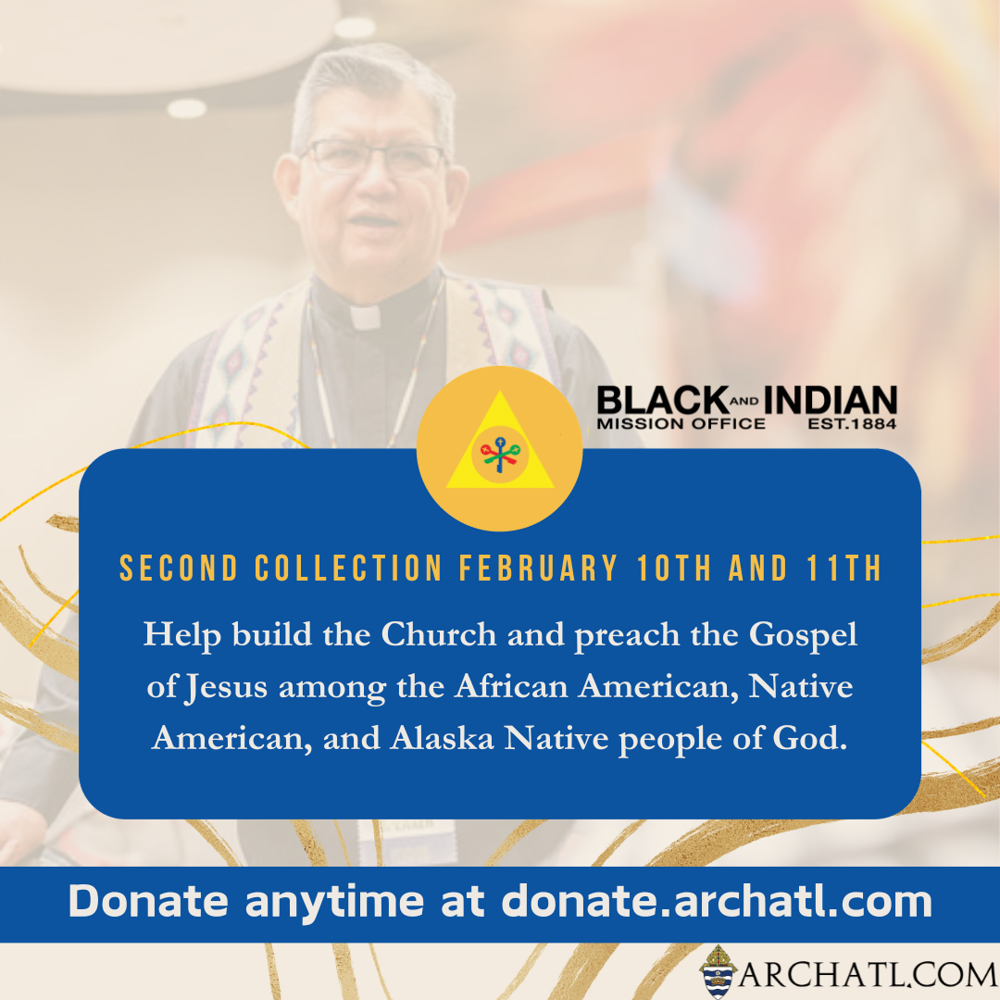 BLACK AND INDIAN
MISSION OFFICE EST.1884
SECOND COLLECTION FEBRUARY 10TH AND 11TH
Help build the Church and preach the Gospel
of Jesus among the African American, Native
American, and Alaska Native people of God.
Donate anytime at donate.archatl.com
ARCHATL.COM